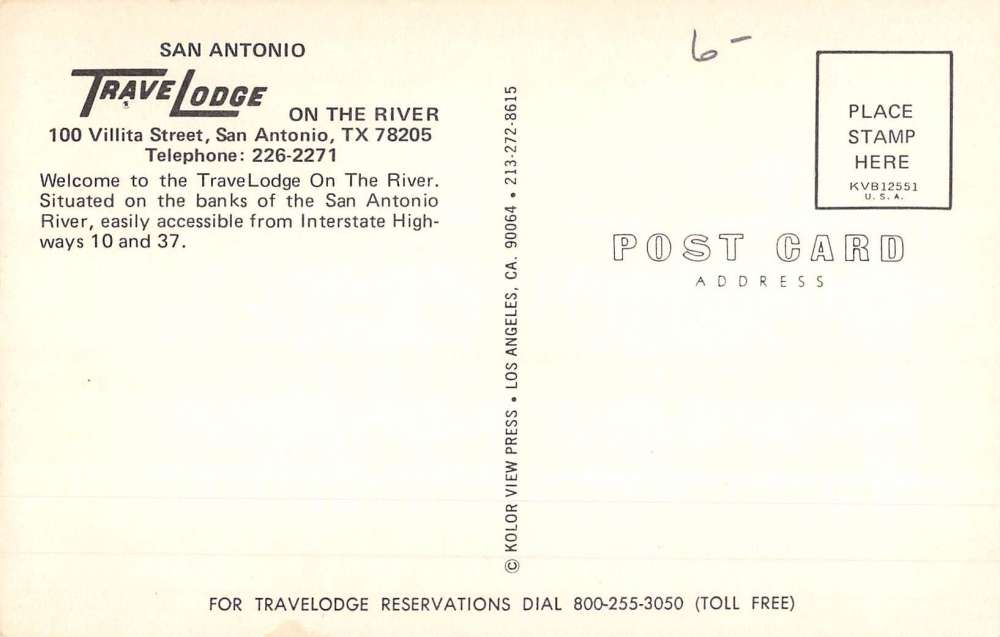 SAN ANTONIO
TRAVELODGE
ON THE RIVER
100 Villita Street, San Antonio, TX 78205
Telephone: 226-2271
Welcome to the TraveLodge On The River.
Situated on the banks of the San Antonio
River, easily accessible from Interstate High-
ways 10 and 37.
© KOLOR VIEW PRESS • LOS ANGELES, CA. 90064 • 213-272-8615
6-
PLACE
STAMP
HERE
KVB12551
U.S.A.
POST CARD
ADDRESS
FOR TRAVELODGE RESERVATIONS DIAL 800-255-3050 (TOLL FREE)